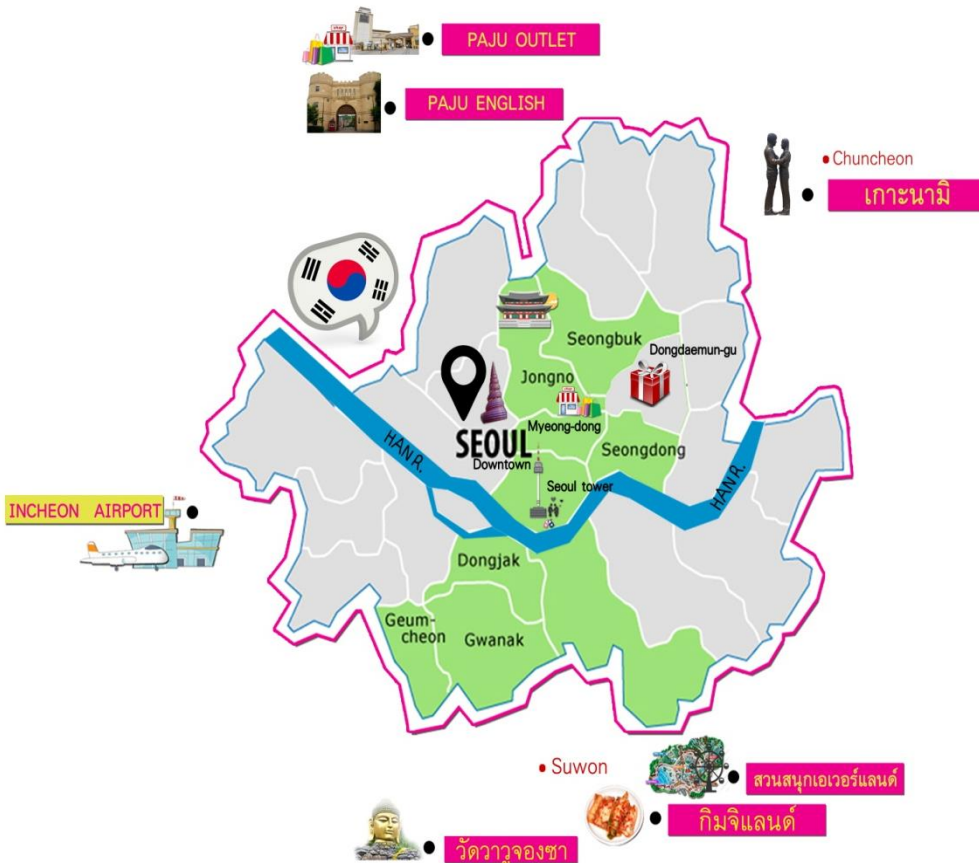 PAJU OUTLET
PAJU ENGLISH
Chuncheon
เกาะนามิ
Seongbuk
Dongdaemun-gu
Jongno
Myeong-dong
SEOUL
Downtown
Seongdong
HAN R.
HAN R.
Seoul tower
INCHEON AIRPORT
Dongjak
Geum-
cheon
Gwanak
Suwon
สวนสนุกเอเวอร์แลนด์
กิมจิแลนด์
วัดวาวูจองซา